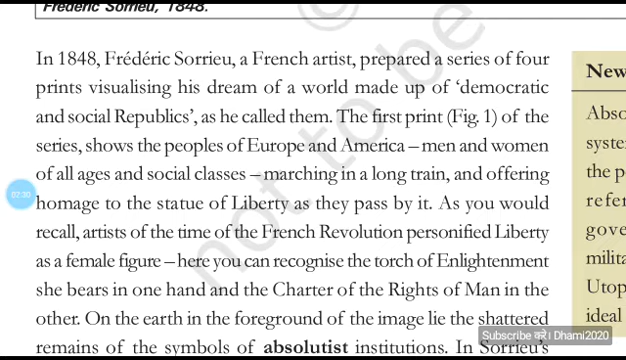 Frédéric Sorrieu, 1848.
In 1848, Frédéric Sorrieu, a French artist, prepared a series of four
prints visualising his dream of a world made up of ‘democratic
and social Republics’, as he called them. The first print (Fig. 1) of the
series, shows the peoples of Europe and America – men and women
of all ages and social classes – marching in a long train, and offering
homage to the statue of Liberty as they pass by it. As you would
recall, artists of the time of the French Revolution personified Liberty
as a female figure – here you can recognise the torch of Enlightenment
she bears in one hand and the Charter of the Rights of Man in the
other. On the earth in the foreground of the image lie the shattered
remains of the symbols of absolutist institutions. In Sorrieu’s
New
Abso
syste
the p
refer
gove
milita
Utop
ideal
07:30
not to be
©
Subscribe करे। Dhami2020